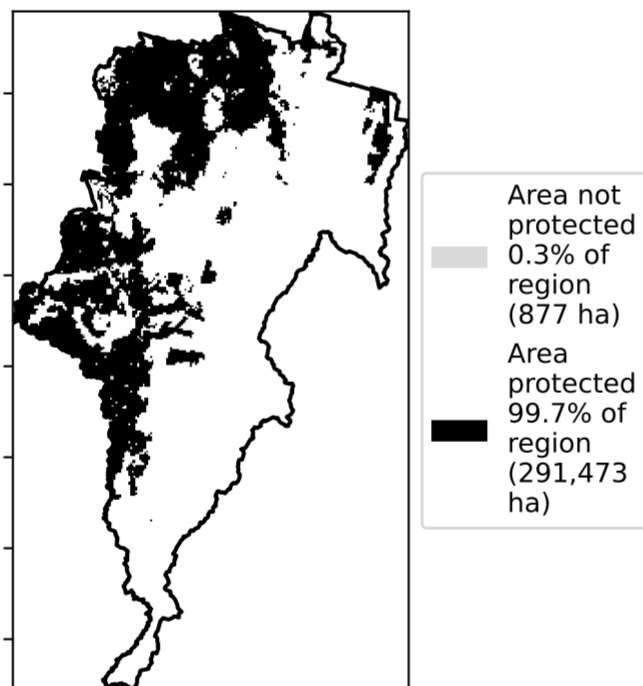 Area not
protected
0.3% of
region
(877 ha)
Area
protected
99.7% of
region
(291,473
ha)